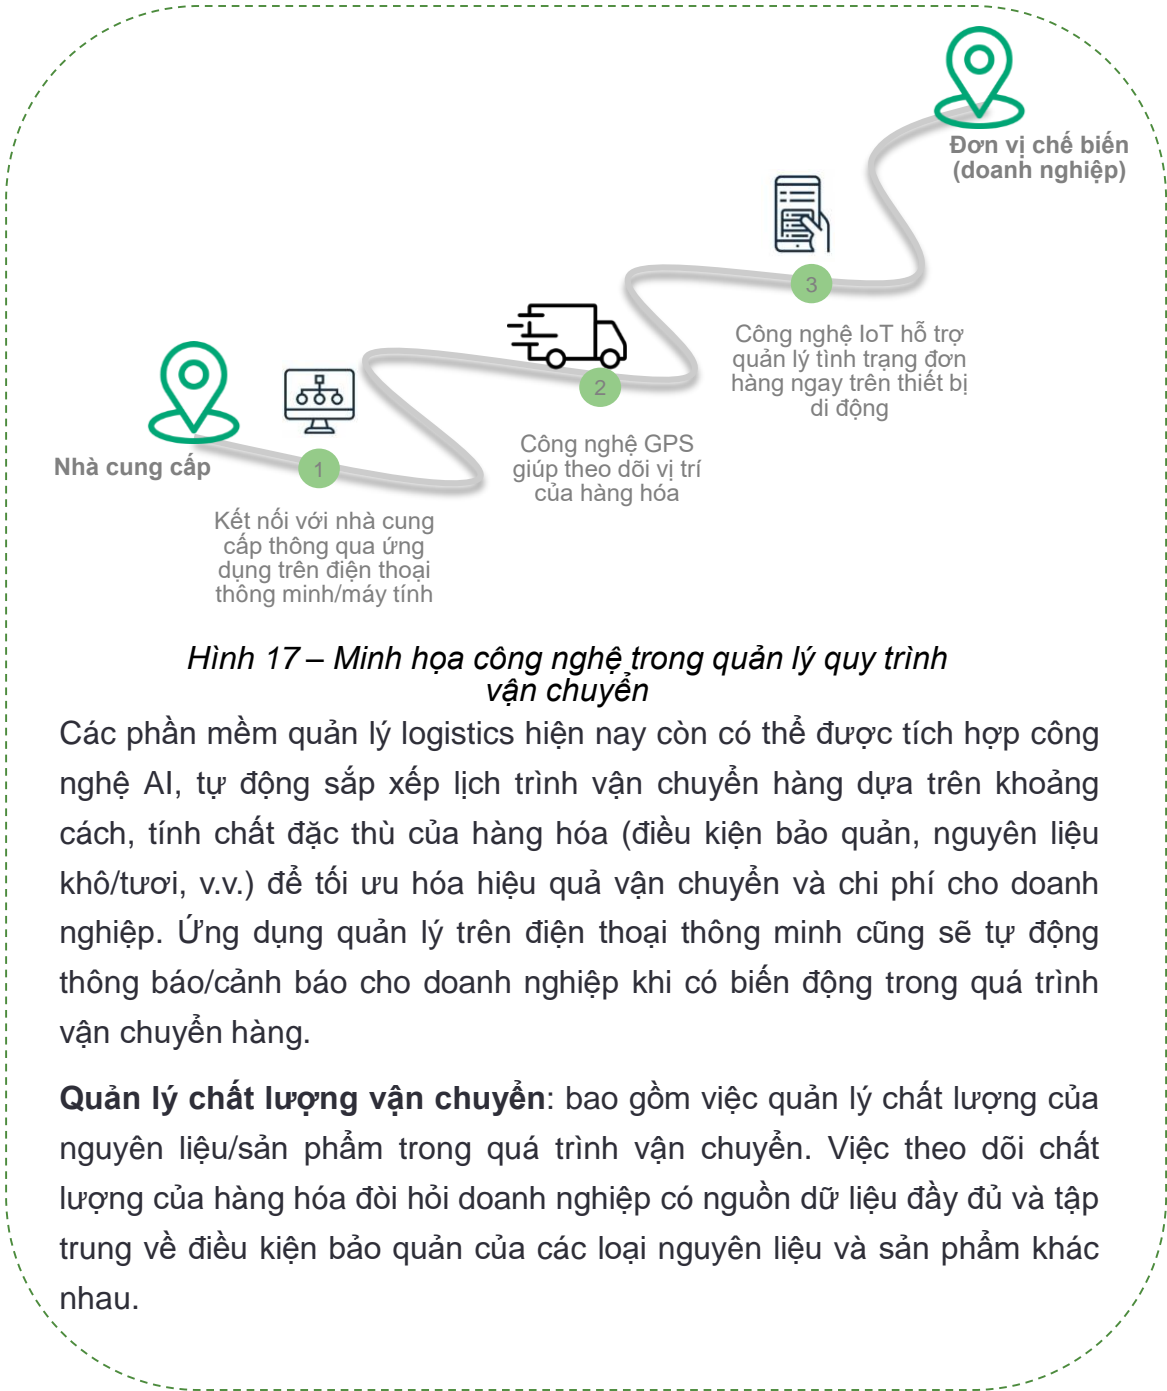 Đơn vị chế biến
(doanh nghiệp)
3
Công nghệ IoT hỗ trợ
quản lý tình trạng đơn
hàng ngay trên thiết bị
di động
2
Công nghệ GPS
giúp theo dõi vị trí
của hàng hóa
Nhà cung cấp
1
Kết nối với nhà cung
cấp thông qua ứng
dụng trên điện thoại
thông minh/máy tính
Hình 17 – Minh họa công nghệ trong quản lý quy trình
vận chuyển
Các phần mềm quản lý logistics hiện nay còn có thể được tích hợp công
nghệ AI, tự động sắp xếp lịch trình vận chuyển hàng dựa trên khoảng
cách, tính chất đặc thù của hàng hóa (điều kiện bảo quản, nguyên liệu
khô/tươi, v.v.) để tối ưu hóa hiệu quả vận chuyển và chi phí cho doanh
nghiệp. Ứng dụng quản lý trên điện thoại thông minh cũng sẽ tự động
thông báo/cảnh báo cho doanh nghiệp khi có biến động trong quá trình
vận chuyển hàng.
Quản lý chất lượng vận chuyển: bao gồm việc quản lý chất lượng của
nguyên liệu/sản phẩm trong quá trình vận chuyển. Việc theo dõi chất
lượng của hàng hóa đòi hỏi doanh nghiệp có nguồn dữ liệu đầy đủ và tập
trung về điều kiện bảo quản của các loại nguyên liệu và sản phẩm khác
nhau.